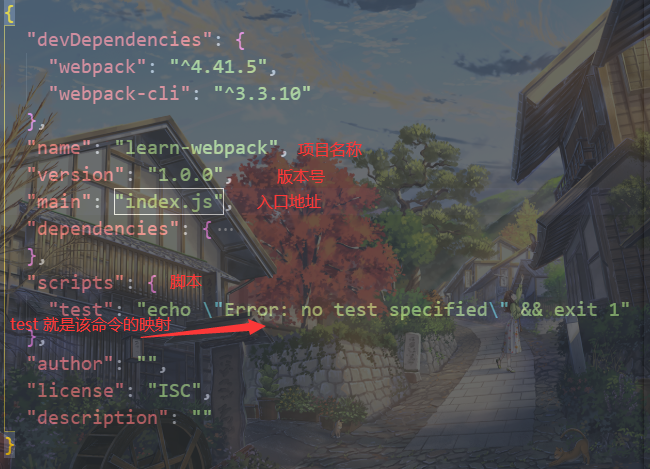 {
"devDependencies": {
"webpack": "^4.41.5",
"webpack-cli": "^3.3.10"
},
"name": "learn-webpack", 项目名称
"version": "1.0.0", 版本号
"main": "index.js", 入口地址
"dependencies": {…
},
"scripts": { 脚本
"test": "echo \"Error: no test specified\" && exit 1"
test 就是该命令的映射
},
"author": "",
"license": "ISC",
"description": ""
}